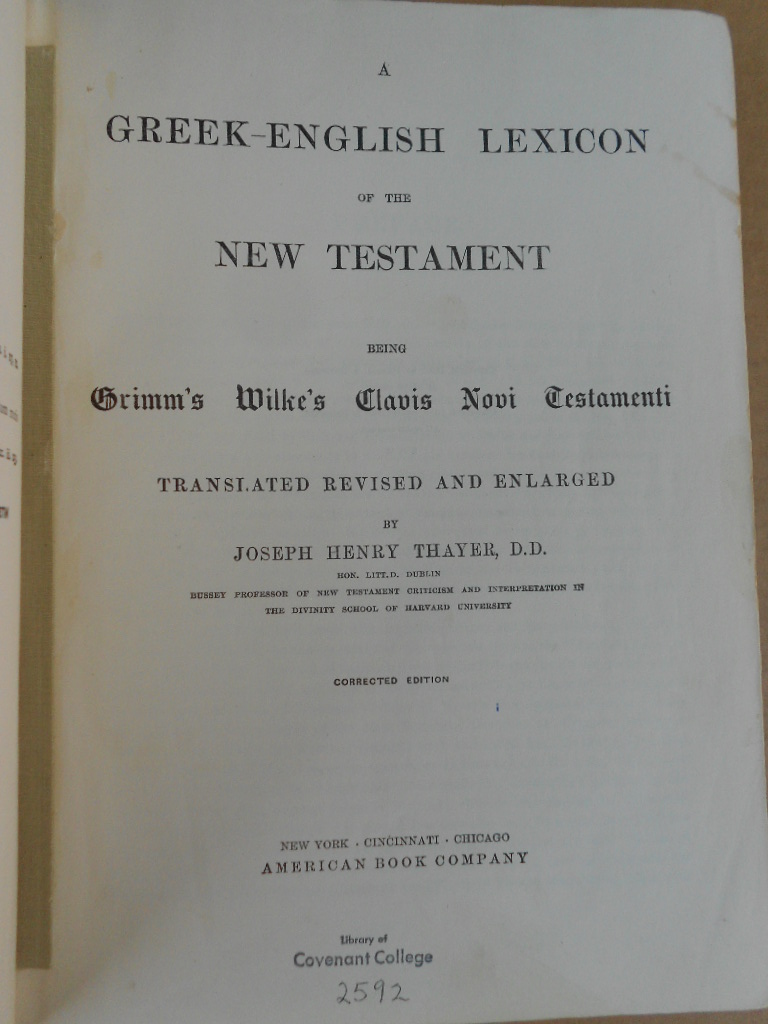 A
GREEK-ENGLISH LEXICON
OF THE
NEW TESTAMENT
BEING
Grimm's Wilke's Clavis Novi Testamenti
TRANSLATED REVISED AND ENLARGED
BY
JOSEPH HENRY THAYER, D.D.
HON. LITT.D. DUBLIN
BUSSEY PROFESSOR OF NEW TESTAMENT CRITICISM AND INTERPRETATION IN
THE DIVINITY SCHOOL OF HARVARD UNIVERSITY
CORRECTED EDITION
NEW YORK · CINCINNATI · CHICAGO
AMERICAN BOOK COMPANY
Library of
Covenant College
2592